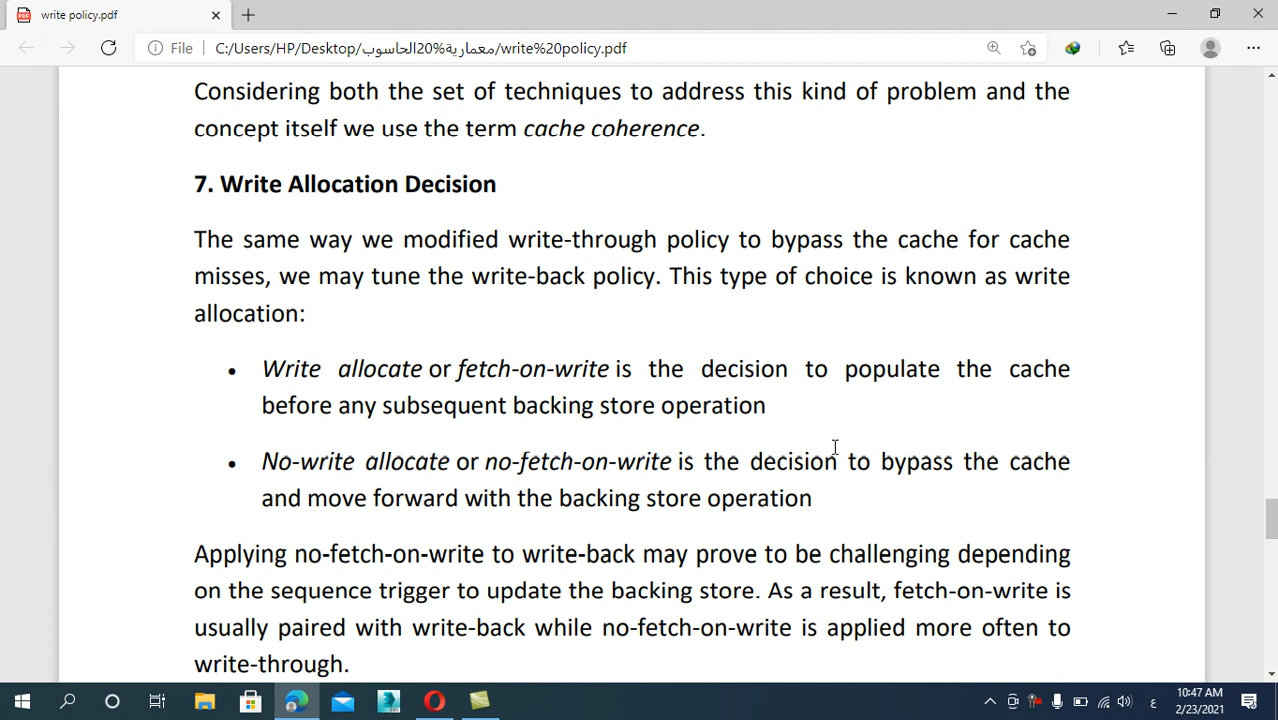 write policy.pdf
File C:/Users/HP/Desktop/معمارية%20الحاسوب/write%20policy.pdf
Considering both the set of techniques to address this kind of problem and the
concept itself we use the term cache coherence.
7. Write Allocation Decision
The same way we modified write-through policy to bypass the cache for cache
misses, we may tune the write-back policy. This type of choice is known as write
allocation:
• Write allocate or fetch-on-write is the decision to populate the cache
before any subsequent backing store operation
• No-write allocate or no-fetch-on-write is the decision to bypass the cache
and move forward with the backing store operation
Applying no-fetch-on-write to write-back may prove to be challenging depending
on the sequence trigger to update the backing store. As a result, fetch-on-write is
usually paired with write-back while no-fetch-on-write is applied more often to
write-through.
ع 10:47 AM
2/23/2021